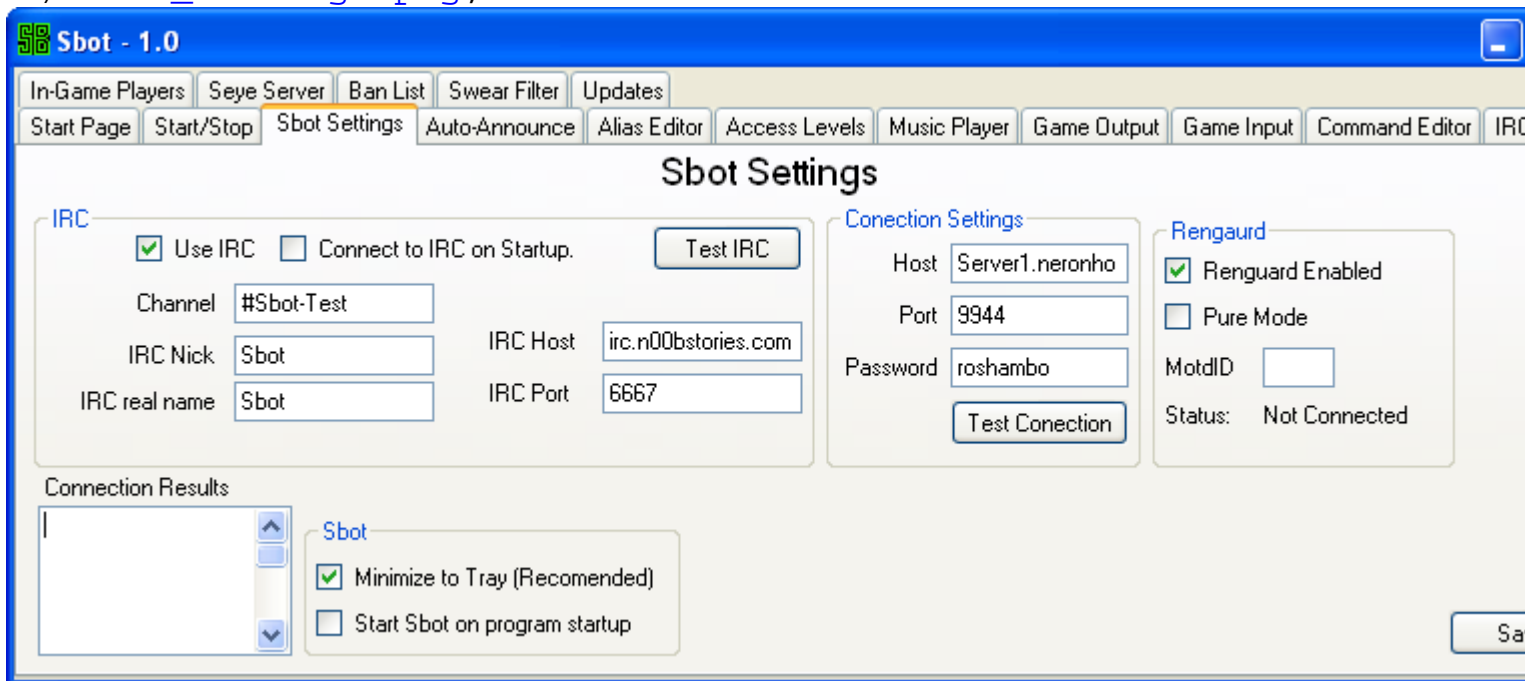 SB Sbot - 1.0
In-Game Players Seye Server Ban List Swear Filter Updates
Start Page Start/Stop Sbot Settings Auto-Announce Alias Editor Access Levels Music Player Game Output Game Input Command Editor IRC
Sbot Settings
IRC
Use IRC Connect to IRC on Startup. Test IRC
Channel #Sbot-Test
IRC Nick Sbot
IRC real name Sbot
IRC Host irc.n00bstories.com
IRC Port 6667
Conection Settings
Host Server1.neronho
Port 9944
Password roshambo
Test Conection
Rengaurd
Renguard Enabled
Pure Mode
MotdID
Status: Not Connected
Connection Results
Sbot
Minimize to Tray (Recomended)
Start Sbot on program startup